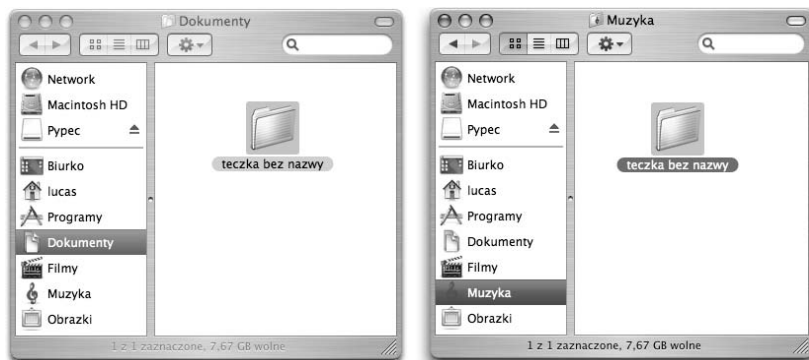 Dokumenty
Network
Macintosh HD
Pypec
Biurko
lucas
Programy
Dokumenty
Filmy
Muzyka
Obrazki
teczka bez nazwy
1 z 1 zaznaczone, 7,67 GB wolne
Muzyka
Network
Macintosh HD
Pypec
Biurko
lucas
Programy
Dokumenty
Filmy
Muzyka
Obrazki
teczka bez nazwy
1 z 1 zaznaczone, 7,67 GB wolne